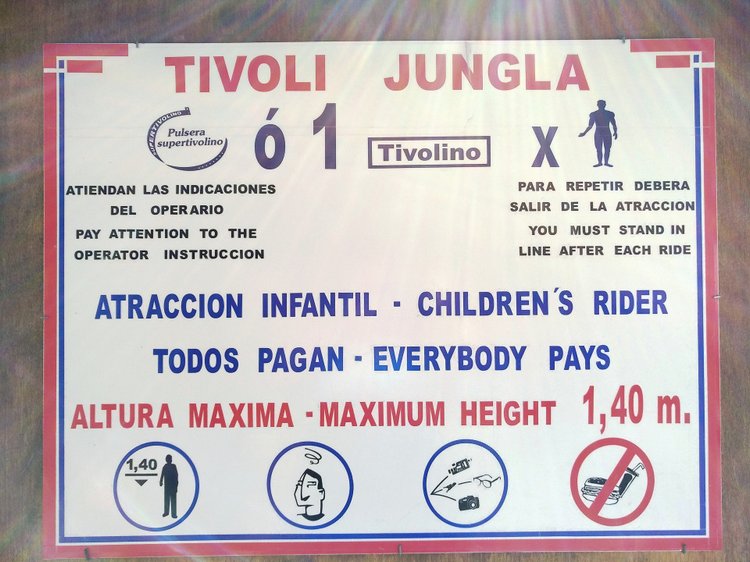 TIVOLI JUNGLA
SUPERTIVOLINO
Pulsera
supertivolino
ó 1
Tivolino
X
ATIENDAN LAS INDICACIONES
DEL OPERARIO
PAY ATTENTION TO THE
OPERATOR INSTRUCCION
PARA REPETIR DEBERA
SALIR DE LA ATRACCION
YOU MUST STAND IN
LINE AFTER EACH RIDE
ATRACCION INFANTIL - CHILDREN´S RIDER
TODOS PAGAN - EVERYBODY PAYS
ALTURA MAXIMA - MAXIMUM HEIGHT 1,40 m.
1,40